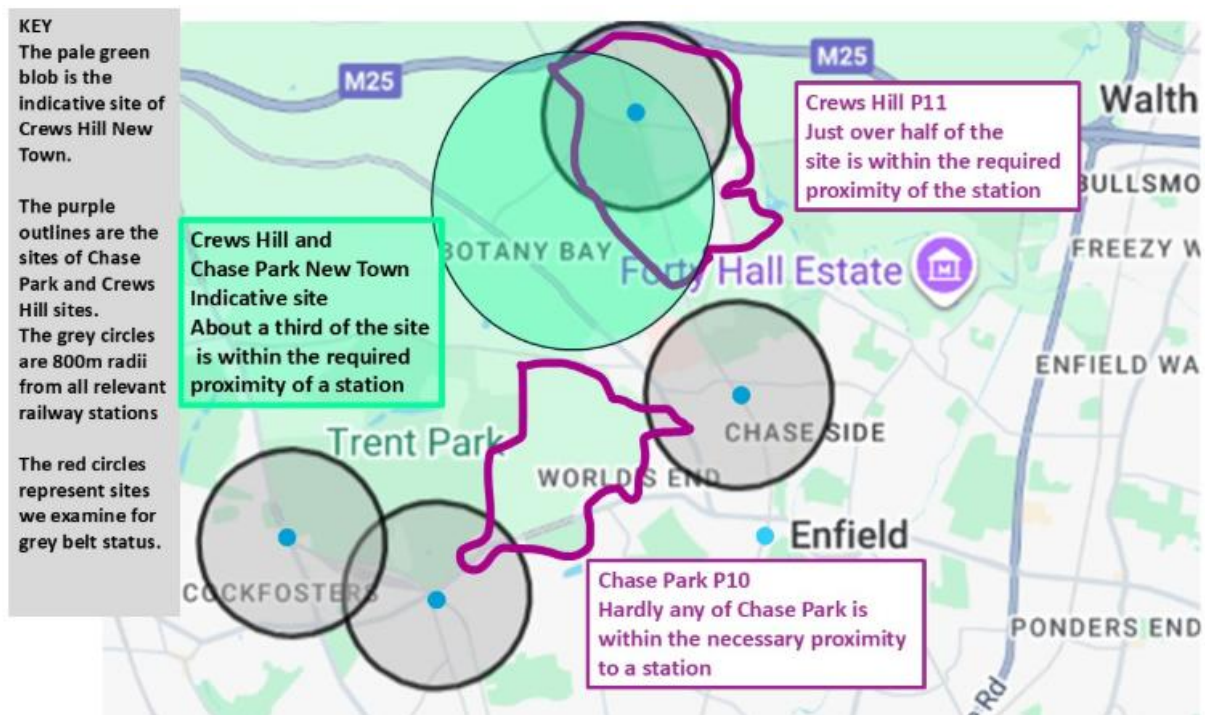 KEY
The pale green
blob is the
indicative site of
Crews Hill New
Town.
The purple
outlines are the
sites of Chase
Park and Crews
Hill sites.
The grey circles
are 800m radii
from all relevant
railway stations
The red circles
represent sites
we examine for
grey belt status.
M25
M25
Crews Hill P11
Just over half of the
site is within the required
proximity of the station
Walth
BULLSMO
Crews Hill and
Chase Park New Town
Indicative site
About a third of the site
is within the required
proximity of a station
BOTANY BAY
Forty Hall Estate
FREEZY W
ENFIELD WA
Trent Park
CHASE SIDE
WORLD'S END
Enfield
COCKFOSTERS
Chase Park P10
Hardly any of Chase Park is
within the necessary proximity
to a station
PONDERS END
Rd